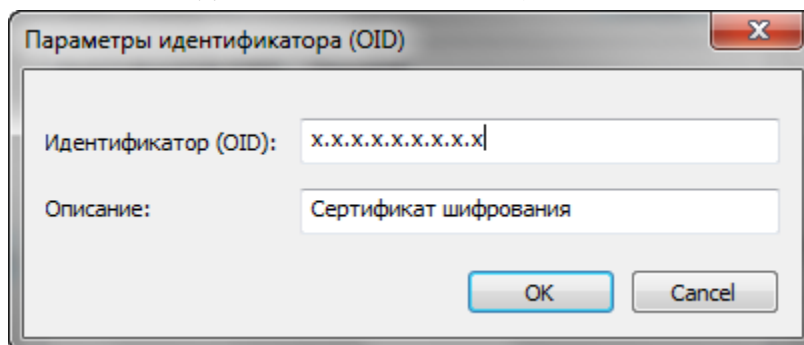 Параметры идентификатора (OID)
Идентификатор (OID): x.x.x.x.x.x.x.x.x
Описание: Сертификат шифрования
OK Cancel